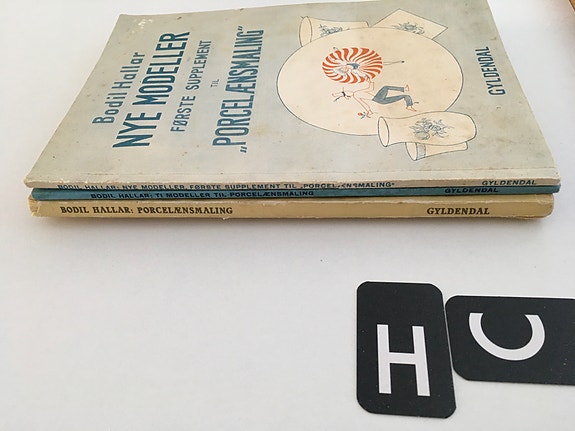 Bodil Hallar
NYE MODELLER
FØRSTE SUPPLEMENT
TIL
„PORCELÆNSMALING"
GYLDENDAL
BODIL HALLAR: NYE MODELLER, FØRSTE SUPPLEMENT TIL „PORCELÆNSMALING" GYLDENDAL
BODIL HALLAR: TI MODELLER TIL PORCELÆNSMALING GYLDENDAL
BODIL HALLAR: PORCELÆNSMALING GYLDENDAL
H C